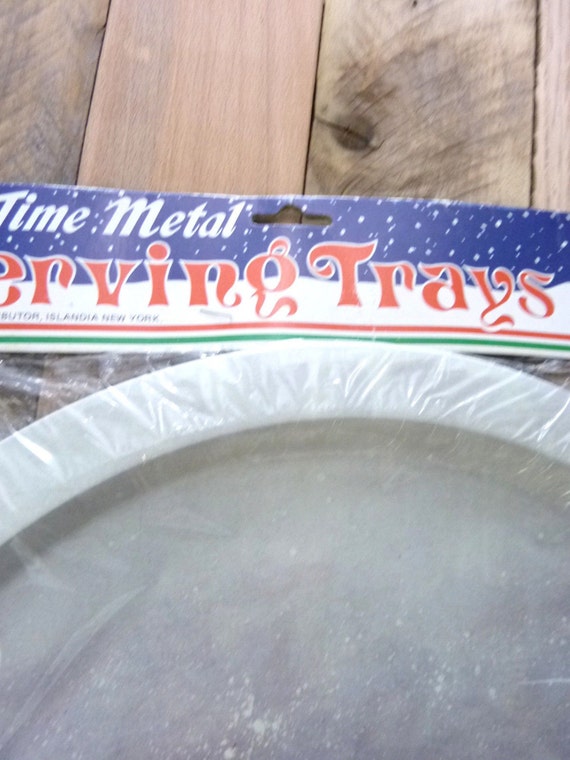 Time Metal
erving Trays
BUTOR, ISLANDIA NEW YORK.